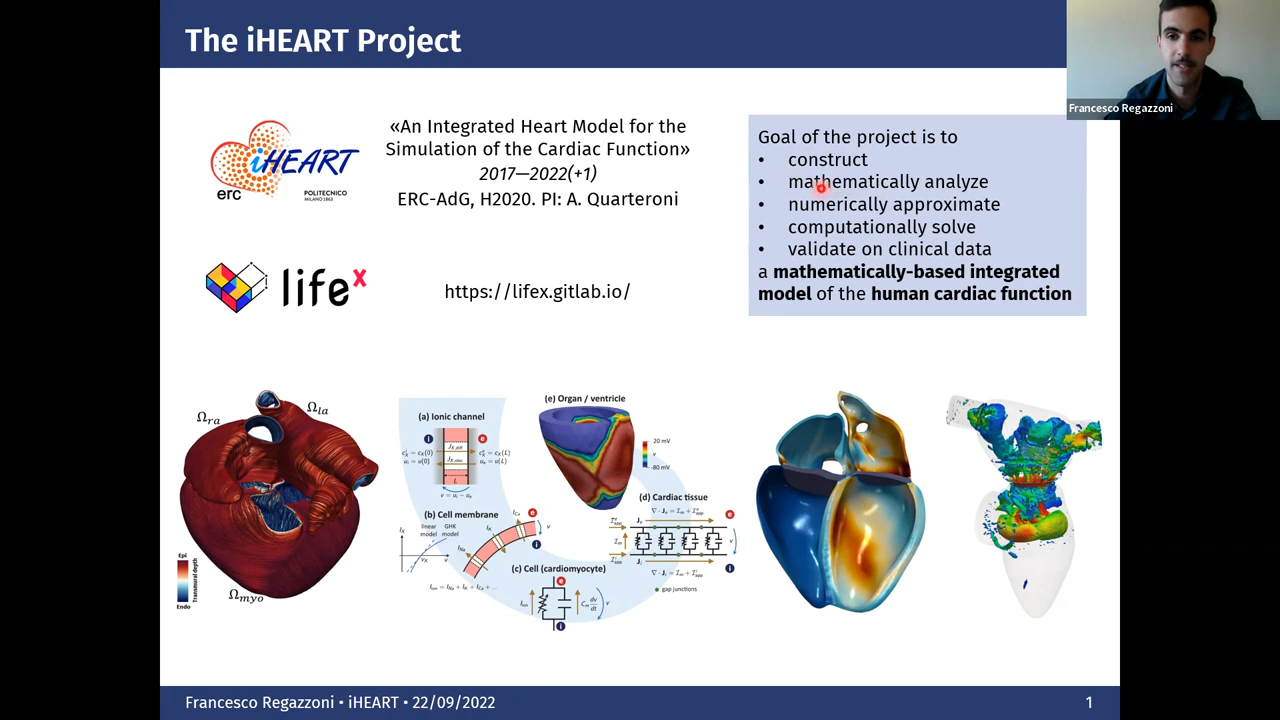 The iHEART Project
Francesco Regazzoni
iHEART
erc
POLITECNICO
MILANO 1863
«An Integrated Heart Model for the
Simulation of the Cardiac Function»
2017—2022(+1)
ERC-AdG, H2020. PI: A. Quarteroni
life x
https://lifex.gitlab.io/
Goal of the project is to
• construct
• mathematically analyze
• numerically approximate
• computationally solve
• validate on clinical data
a mathematically-based integrated
model of the human cardiac function
Ω_ra
Ω_la
Ω_myo
Epi
Transmural depth
Endo
(a) Ionic channel
i
e
L
(b) Cell membrane
linear
model
GHK
model
e
i
v
(c) Cell (cardiomyocyte)
e
i
v
(e) Organ / ventricle
20 mV
v
-80 mV
(d) Cardiac tissue
e
v
i
gap junctions
Francesco Regazzoni • iHEART • 22/09/2022
1